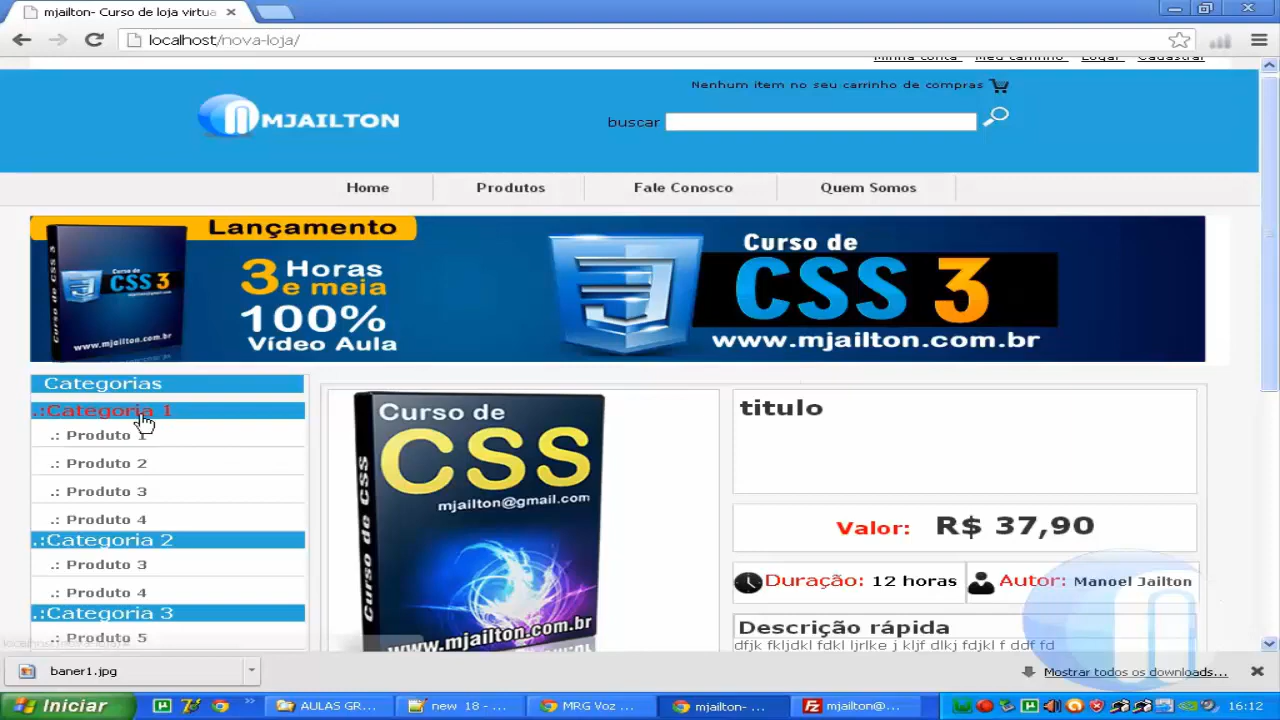 mjailton- Curso de loja virtua
localhost/nova-loja/
Minha conta Meu carrinho Logar Cadastrar
Nenhum item no seu carrinho de compras
MJAILTON
buscar
Home Produtos Fale Conosco Quem Somos
Lançamento
3 Horas e meia
100%
Vídeo Aula
Curso de CSS 3
www.mjailton.com.br
Curso de
CSS 3
www.mjailton.com.br
Categorias
.:Categoria 1
.: Produto 1
.: Produto 2
.: Produto 3
.: Produto 4
.:Categoria 2
.: Produto 3
.: Produto 4
.:Categoria 3
.: Produto 5
Curso de
CSS
mjailton@gmail.com
Curso de CSS
www.mjailton.com.br
titulo
Valor: R$ 37,90
Duração: 12 horas
Autor: Manoel Jailton
Descrição rápida
dfjk fkljdkl fdkl ljrlke j kljf dlkj fdjkl f ddf fd
baner1.jpg
Mostrar todos os downloads...
Iniciar
AULAS GR...
new 18 - ...
MRG Voz ...
mjailton- ...
mjailton@...
16:12